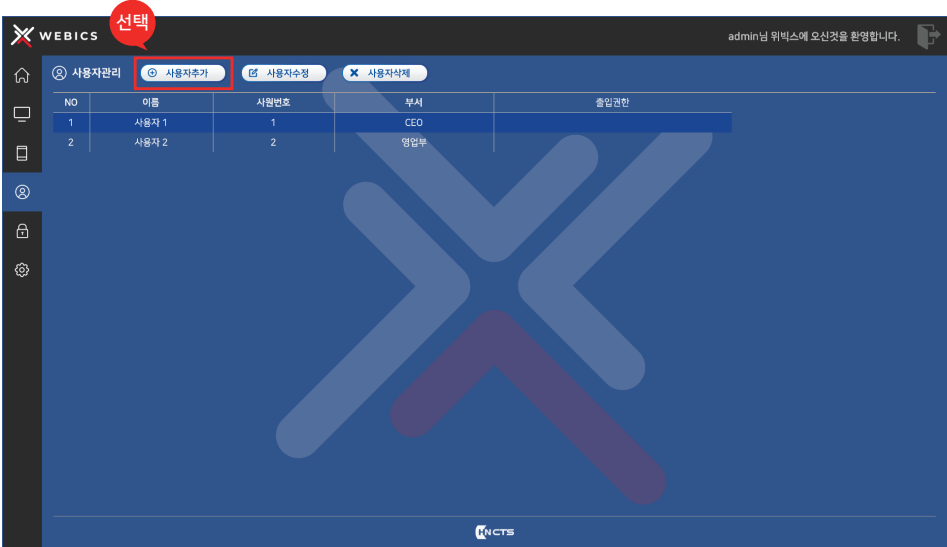 선택
WEBICS
admin님 위빅스에 오신것을 환영합니다.
사용자관리 사용자추가 사용자수정 사용자삭제
NO 이름 사원번호 부서 출입권한
1 사용자 1 1 CEO
2 사용자 2 2 영업부
HNCTS